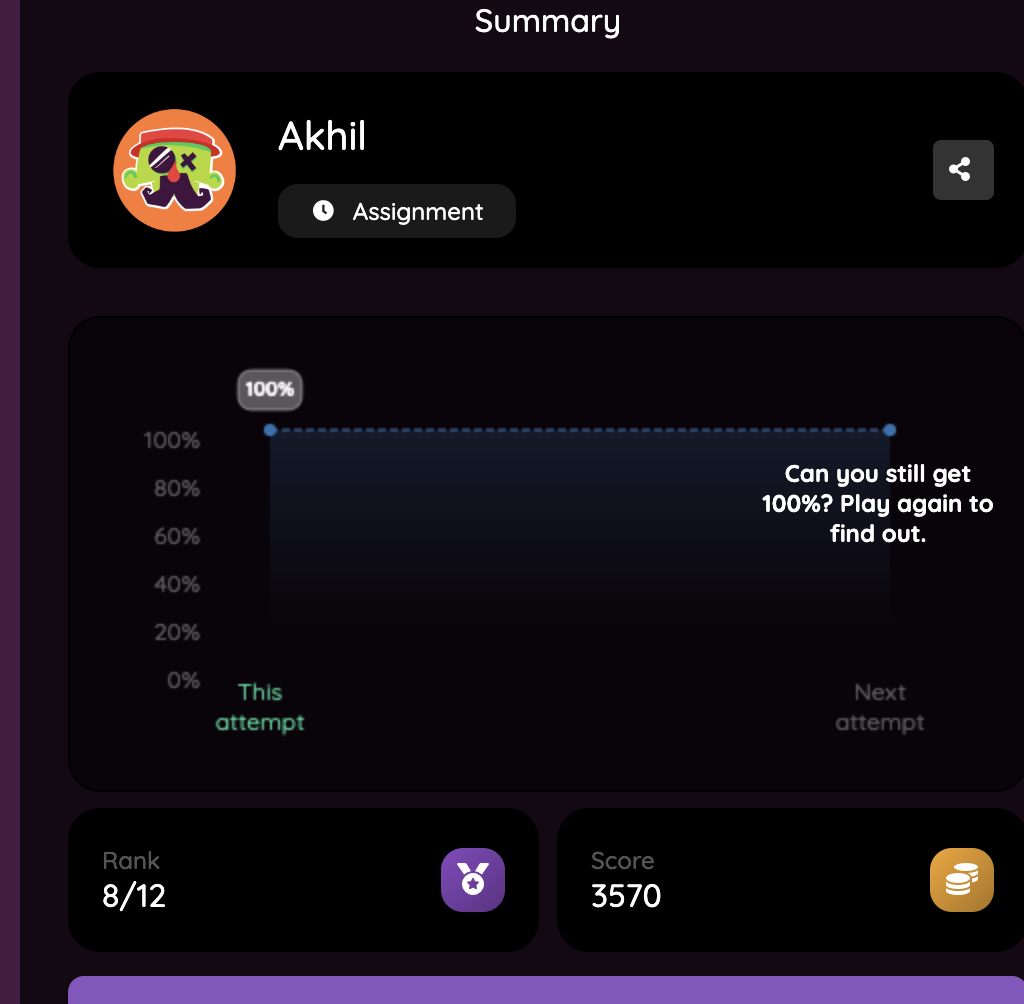 Summary
Akhil
Assignment
100%
100%
80%
60%
40%
20%
0%
Can you still get
100%? Play again to
find out.
This
attempt
Next
attempt
Rank
8/12
Score
3570